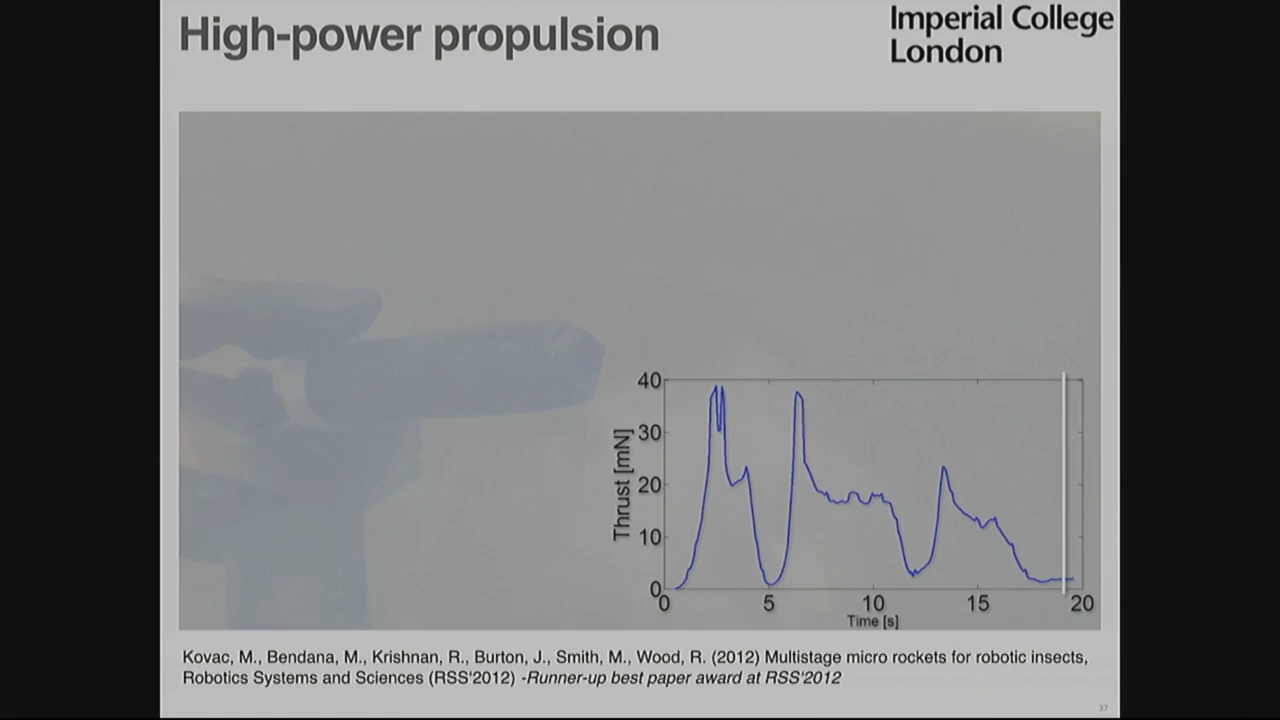 High-power propulsion
Imperial College
London
40
30
20
10
0
Thrust [mN]
0 5 10 15 20
Time [s]
Kovac, M., Bendana, M., Krishnan, R., Burton, J., Smith, M., Wood, R. (2012) Multistage micro rockets for robotic insects,
Robotics Systems and Sciences (RSS'2012) -Runner-up best paper award at RSS'2012
37